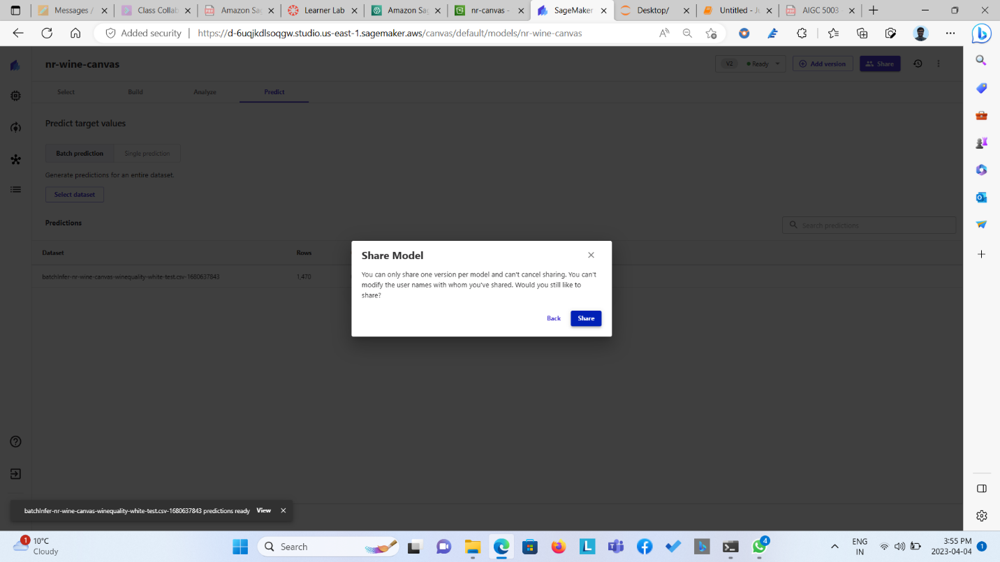 Messages /
Class Collab
Amazon Sag
Learner Lab
Amazon Sag
nr-canvas -
SageMaker
Desktop/
Untitled - Ju
AIGC 5003 -
Added security
https://d-6uqjkdlsoqgw.studio.us-east-1.sagemaker.aws/canvas/default/models/nr-wine-canvas
nr-wine-canvas
V2
Ready
Add version
Share
Select
Build
Analyze
Predict
Predict target values
Batch prediction
Single prediction
Generate predictions for an entire dataset.
Select dataset
Predictions
Search predictions
Dataset
Rows
batchInfer-nr-wine-canvas-winequality-white-test.csv-1680637843
1,470
Share Model
You can only share one version per model and can't cancel sharing. You can't
modify the user names with whom you've shared. Would you still like to
share?
Back
Share
batchInfer-nr-wine-canvas-winequality-white-test.csv-1680637843 predictions ready
View
1
10°C
Cloudy
Search
4
ENG
IN
3:55 PM
2023-04-04
1